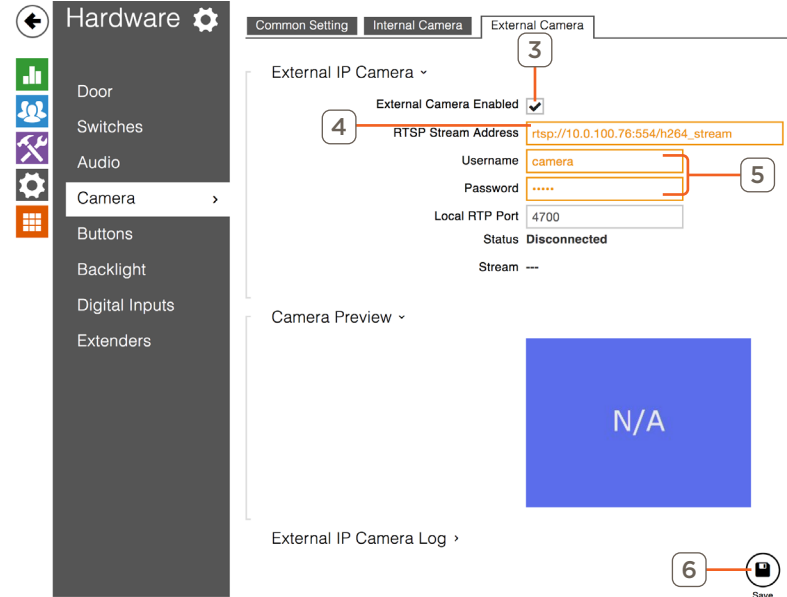 Hardware
Common Setting
Internal Camera
External Camera
3
External IP Camera
Door
Switches
Audio
Camera
Buttons
Backlight
Digital Inputs
Extenders
External Camera Enabled
4
RTSP Stream Address rtsp://10.0.100.76:554/h264_stream
Username camera
5
Password •••••
Local RTP Port 4700
Status Disconnected
Stream ---
Camera Preview
N/A
External IP Camera Log
6
Save